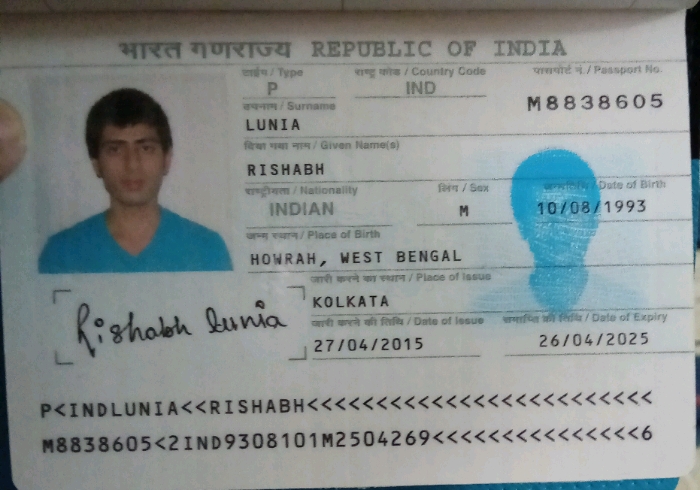 भारत गणराज्य REPUBLIC OF INDIA
टाईप / Type राष्ट्र कोड / Country Code पासपोर्ट नं. / Passport No.
P IND M8838605
उपनाम / Surname
LUNIA
दिया गया नाम / Given Name(s)
RISHABH
राष्ट्रीयता / Nationality लिंग / Sex जन्मतिथि / Date of Birth
INDIAN M 10/08/1993
जन्म स्थान / Place of Birth
HOWRAH, WEST BENGAL
जारी करने का स्थान / Place of Issue
KOLKATA
Rishabh Lunia
जारी करने की तिथि / Date of Issue समाप्ति की तिथि / Date of Expiry
27/04/2015 26/04/2025
P<INDLUNIA<<RISHABH<<<<<<<<<<<<<<<<<<<<<<<<<
M8838605<2IND9308101M2504269<<<<<<<<<<<<<<<6